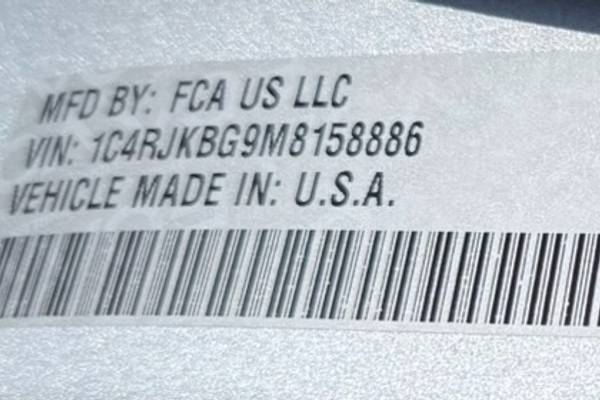 MFD BY: FCA US LLC
VIN: 1C4RJKBG9M8158886
VEHICLE MADE IN: U.S.A.